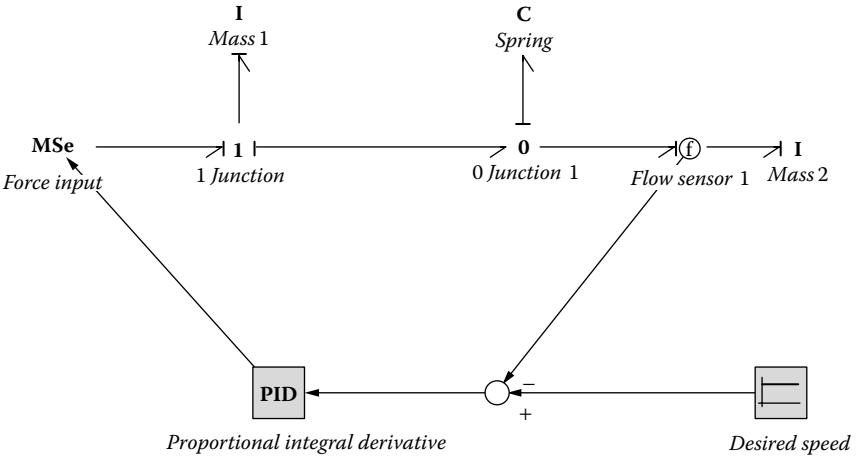 I
Mass 1
C
Spring
MSe
1
0
f
I
Force input
1 Junction
0 Junction 1
Flow sensor 1
Mass 2
PID
−
+
Proportional integral derivative
Desired speed